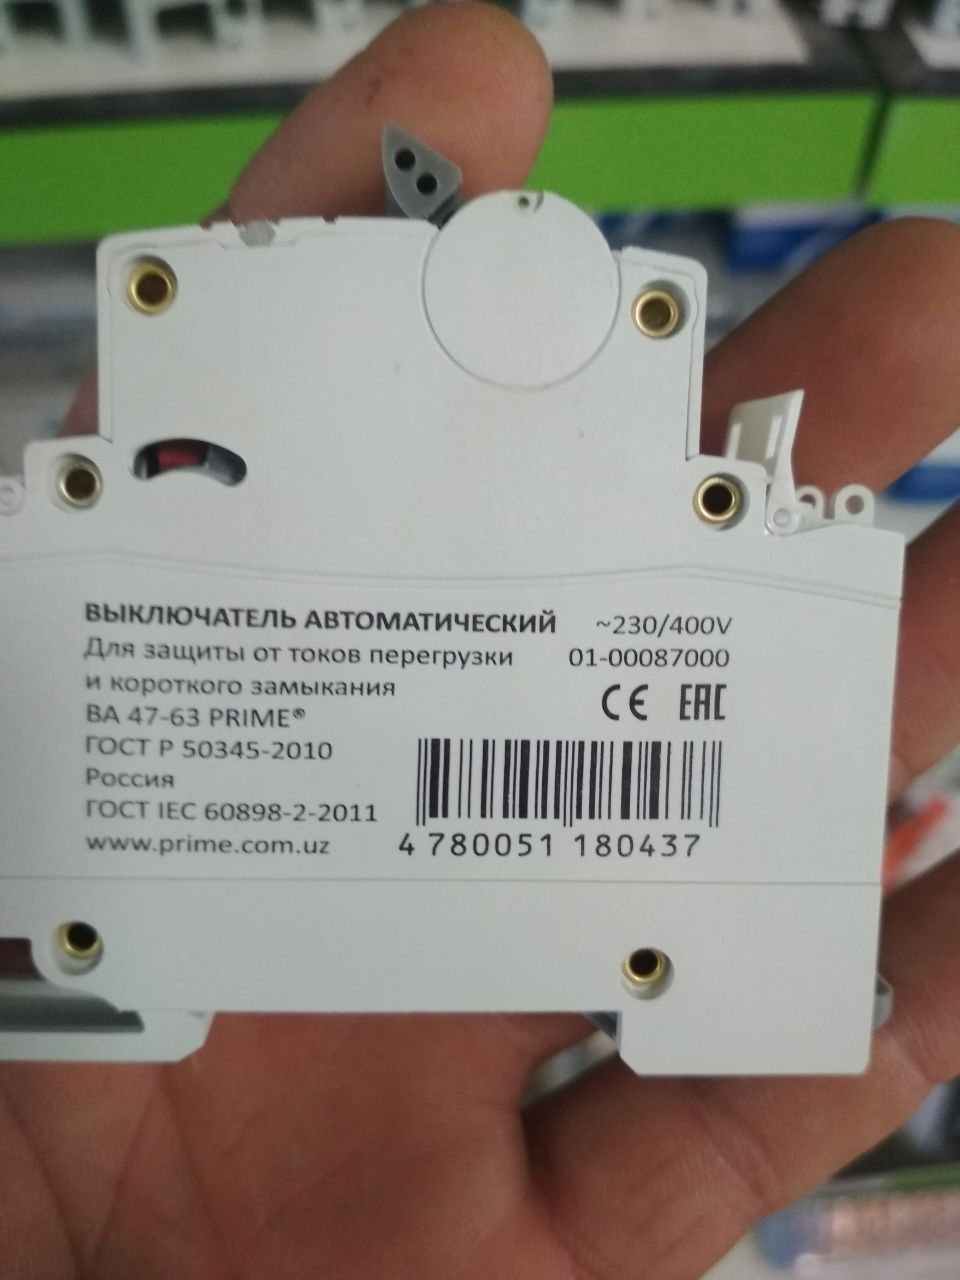 ВЫКЛЮЧАТЕЛЬ АВТОМАТИЧЕСКИЙ ~230/400V
Для защиты от токов перегрузки 01-00087000
и короткого замыкания
ВА 47-63 PRIME®
CE EAC
ГОСТ Р 50345-2010
Россия
ГОСТ IEC 60898-2-2011
www.prime.com.uz
4 780051 180437